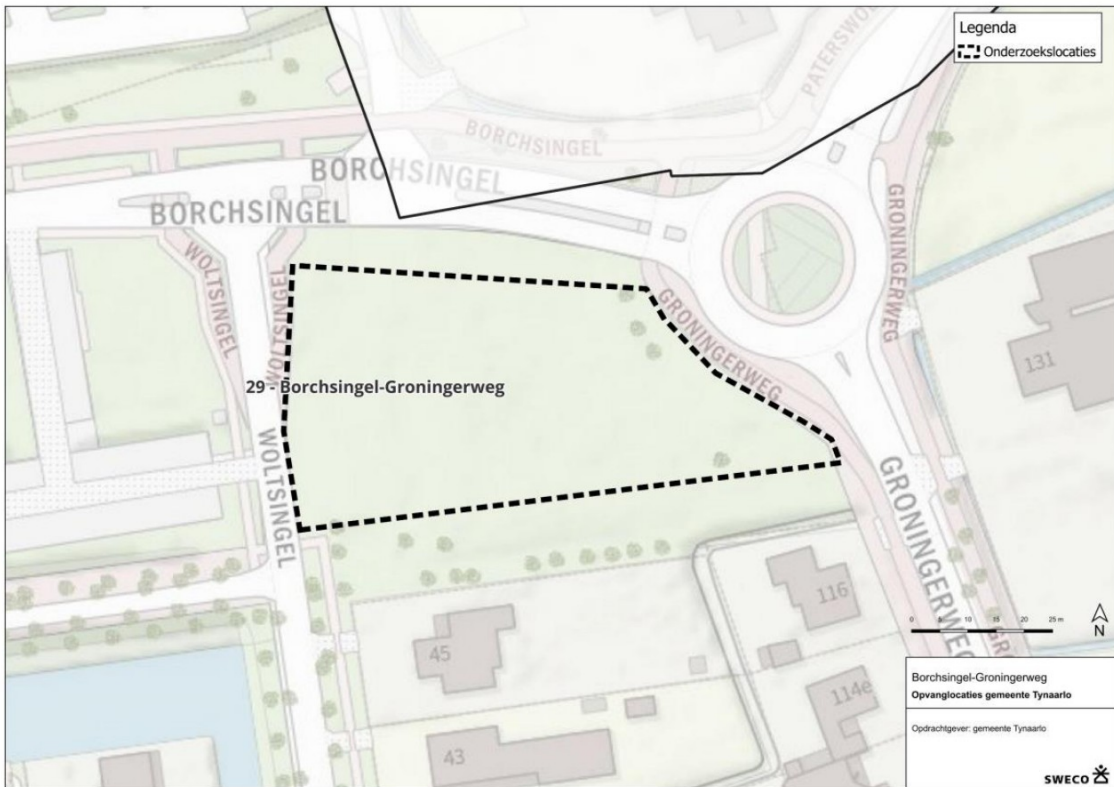 Legenda
Onderzoekslocaties
1
BORCHSINGEL
BORCHSINGEL
BORCHSINGEL
WOLTSINGEL
WOLTSINGEL
GRONINGERWEG
GRONINGERWEG
131
29 - Borchsingel-Groningerweg
WOLTSINGEL
GRONINGERWEG
116
45
114e
43
0 5 10 15 20 25 m
N
Borchsingel-Groningerweg
Opvanglocaties gemeente Tynaarlo
Opdrachtgever: gemeente Tynaarlo
SWECO